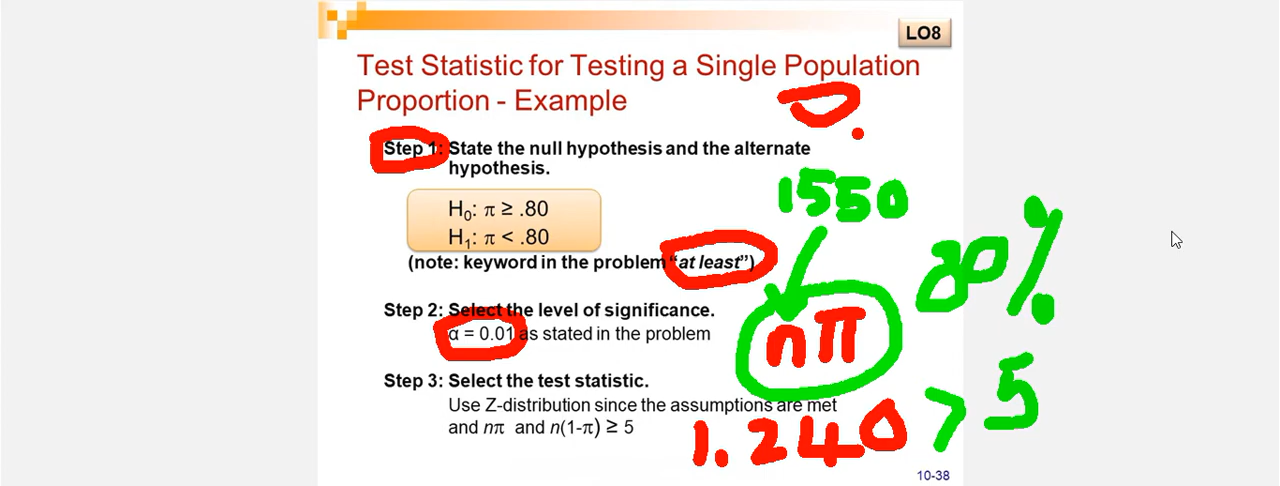 LO8
Test Statistic for Testing a Single Population
Proportion - Example
Step 1: State the null hypothesis and the alternate
hypothesis.
1550
H₀: π ≥ .80
H₁: π < .80
80%
(note: keyword in the problem “at least”)
Step 2: Select the level of significance.
α = 0.01 as stated in the problem
nπ
Step 3: Select the test statistic.
Use Z-distribution since the assumptions are met
and nπ and n(1-π) ≥ 5
1.240 > 5
10-38